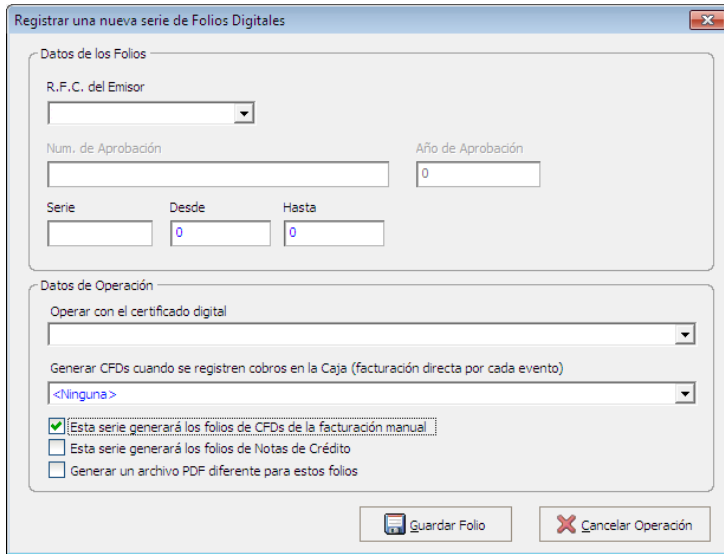 Registrar una nueva serie de Folios Digitales
Datos de los Folios
R.F.C. del Emisor
Num. de Aprobación Año de Aprobación
0
Serie Desde Hasta
0 0
Datos de Operación
Operar con el certificado digital
Generar CFDs cuando se registren cobros en la Caja (facturación directa por cada evento)
<Ninguna>
Esta serie generará los folios de CFDs de la facturación manual
Esta serie generará los folios de Notas de Crédito
Generar un archivo PDF diferente para estos folios
Guardar Folio Cancelar Operación